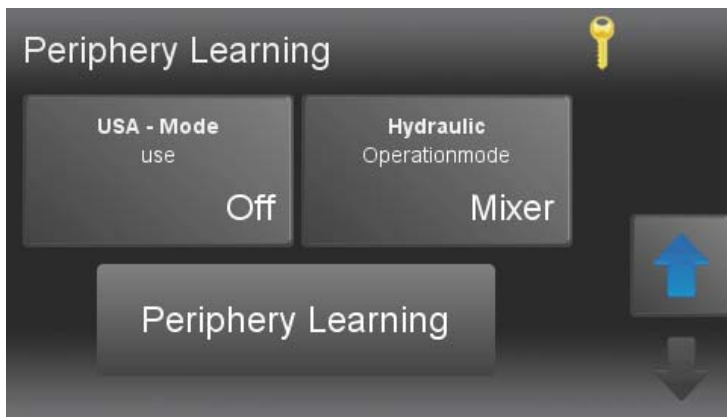 Periphery Learning
USA - Mode
use
Off
Hydraulic
Operationmode
Mixer
Periphery Learning